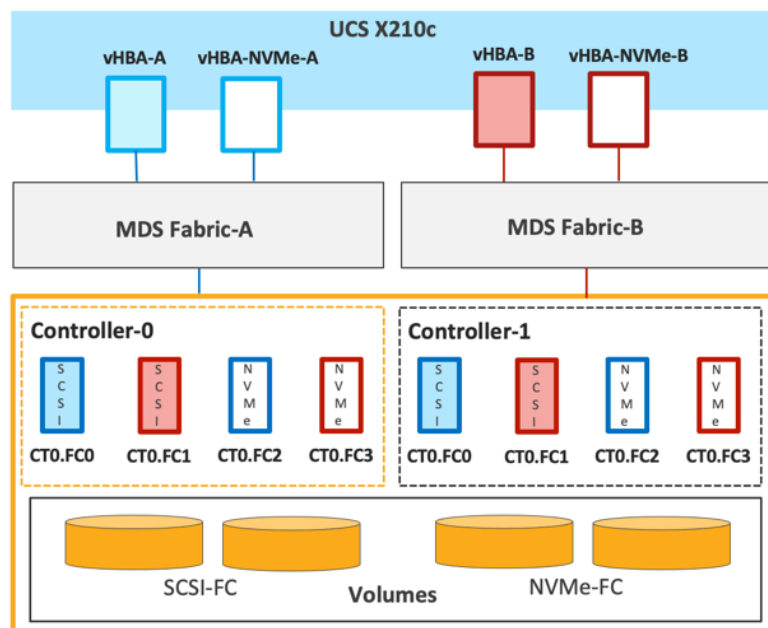 UCS X210c
vHBA-A vHBA-NVMe-A vHBA-B vHBA-NVMe-B
MDS Fabric-A MDS Fabric-B
Controller-0
SCSI SCSI NVMe NVMe
CT0.FC0 CT0.FC1 CT0.FC2 CT0.FC3
Controller-1
SCSI SCSI NVMe NVMe
CT0.FC0 CT0.FC1 CT0.FC2 CT0.FC3
SCSI-FC NVMe-FC
Volumes